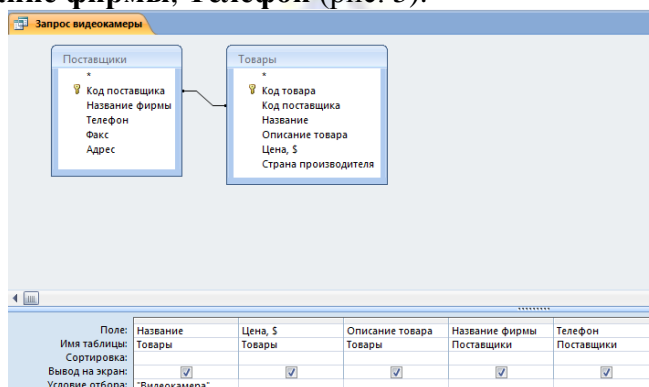 ние фирмы, Телефон (рис. 3).
Запрос видеокамеры
Поставщики
*
Код поставщика
Название фирмы
Телефон
Факс
Адрес
Товары
*
Код товара
Код поставщика
Название
Описание товара
Цена, $
Страна производителя
Поле: Название Цена, $ Описание товара Название фирмы Телефон
Имя таблицы: Товары Товары Товары Поставщики Поставщики
Сортировка:
Вывод на экран:
Условие отбора: "Видеокамера"